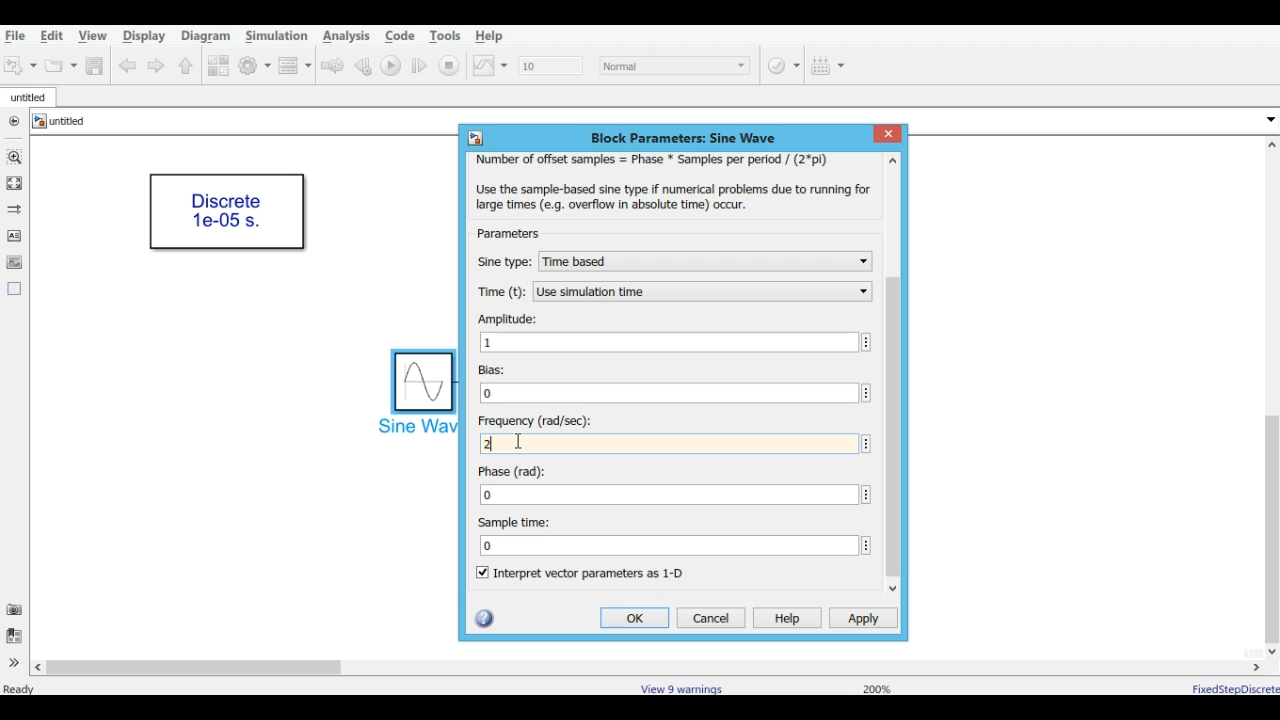 File Edit View Display Diagram Simulation Analysis Code Tools Help
10 Normal
untitled
untitled
Discrete
1e-05 s.
Sine Wav
Block Parameters: Sine Wave
Number of offset samples = Phase * Samples per period / (2*pi)
Use the sample-based sine type if numerical problems due to running for
large times (e.g. overflow in absolute time) occur.
Parameters
Sine type: Time based
Time (t): Use simulation time
Amplitude:
1
Bias:
0
Frequency (rad/sec):
2
Phase (rad):
0
Sample time:
0
Interpret vector parameters as 1-D
OK Cancel Help Apply
Ready View 9 warnings 200% FixedStepDiscrete